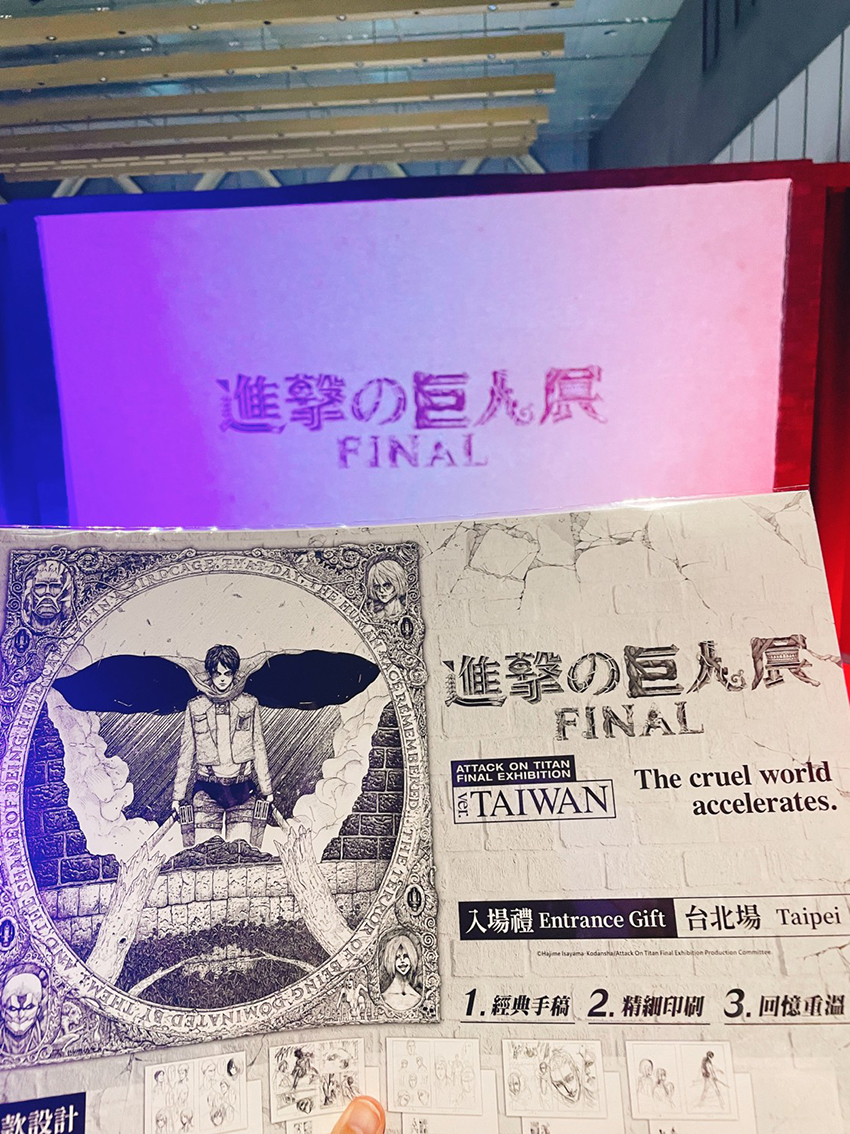 進撃の巨人展
FINAL
進撃の巨人展
FINAL
ATTACK ON TITAN
FINAL EXHIBITION
ver. TAIWAN
The cruel world
accelerates.
入場禮 Entrance Gift 台北場 Taipei
©Hajime Isayama・Kodansha/Attack On Titan Final Exhibition Production Committee.
1. 經典手稿 2. 精細印刷 3. 回憶重溫
THAT DAY, THE HUMAN RACE REMEMBERED THE TERROR OF BEING DOMINATED BY THEM AND THE SHAME OF BEING HELD CAPTIVE IN A BIRDCAGE.
款設計